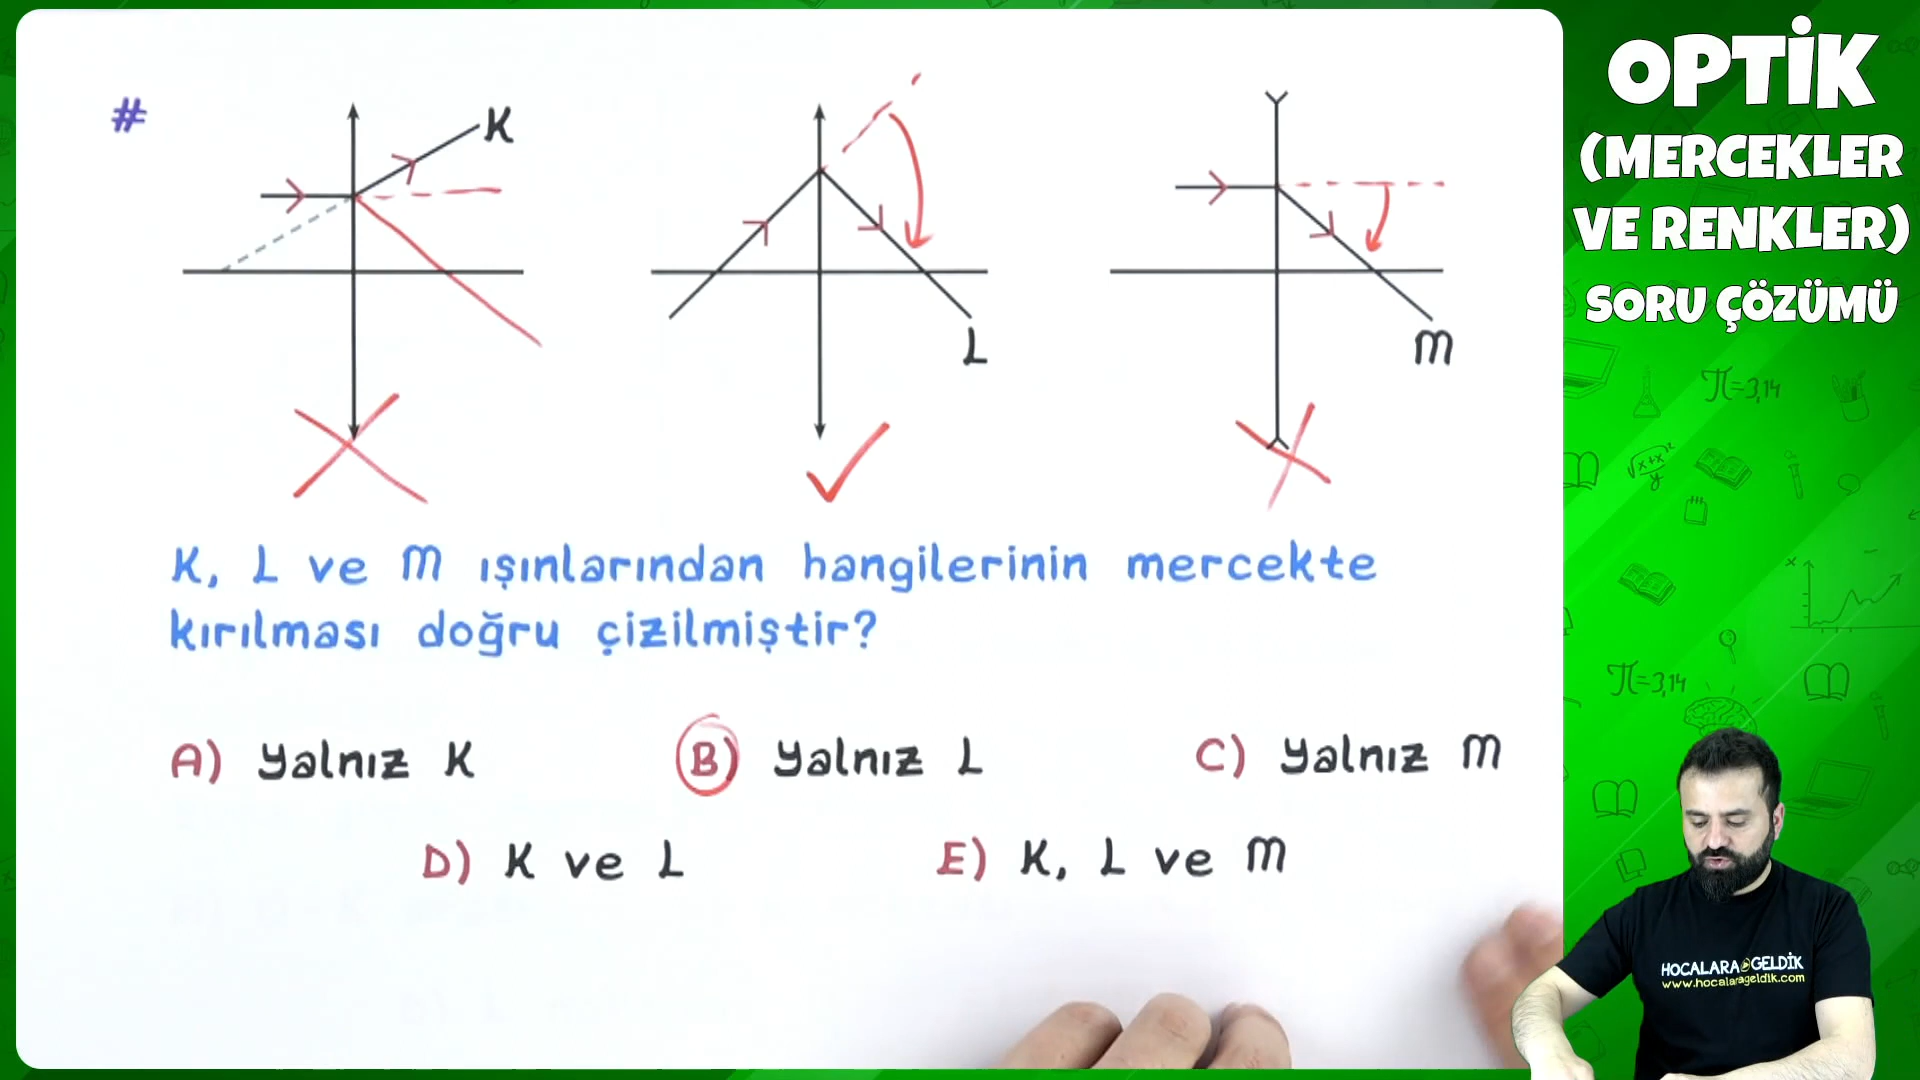 OPTİK
(MERCEKLER
VE RENKLER)
SORU ÇÖZÜMÜ
#
K
L
M
K, L ve M ışınlarından hangilerinin mercekte
kırılması doğru çizilmiştir?
A) Yalnız K
B) Yalnız L
C) Yalnız M
D) K ve L
E) K, L ve M
π=3,14
π=3,14
HOCALARA GELDİK
www.hocalarageldik.com